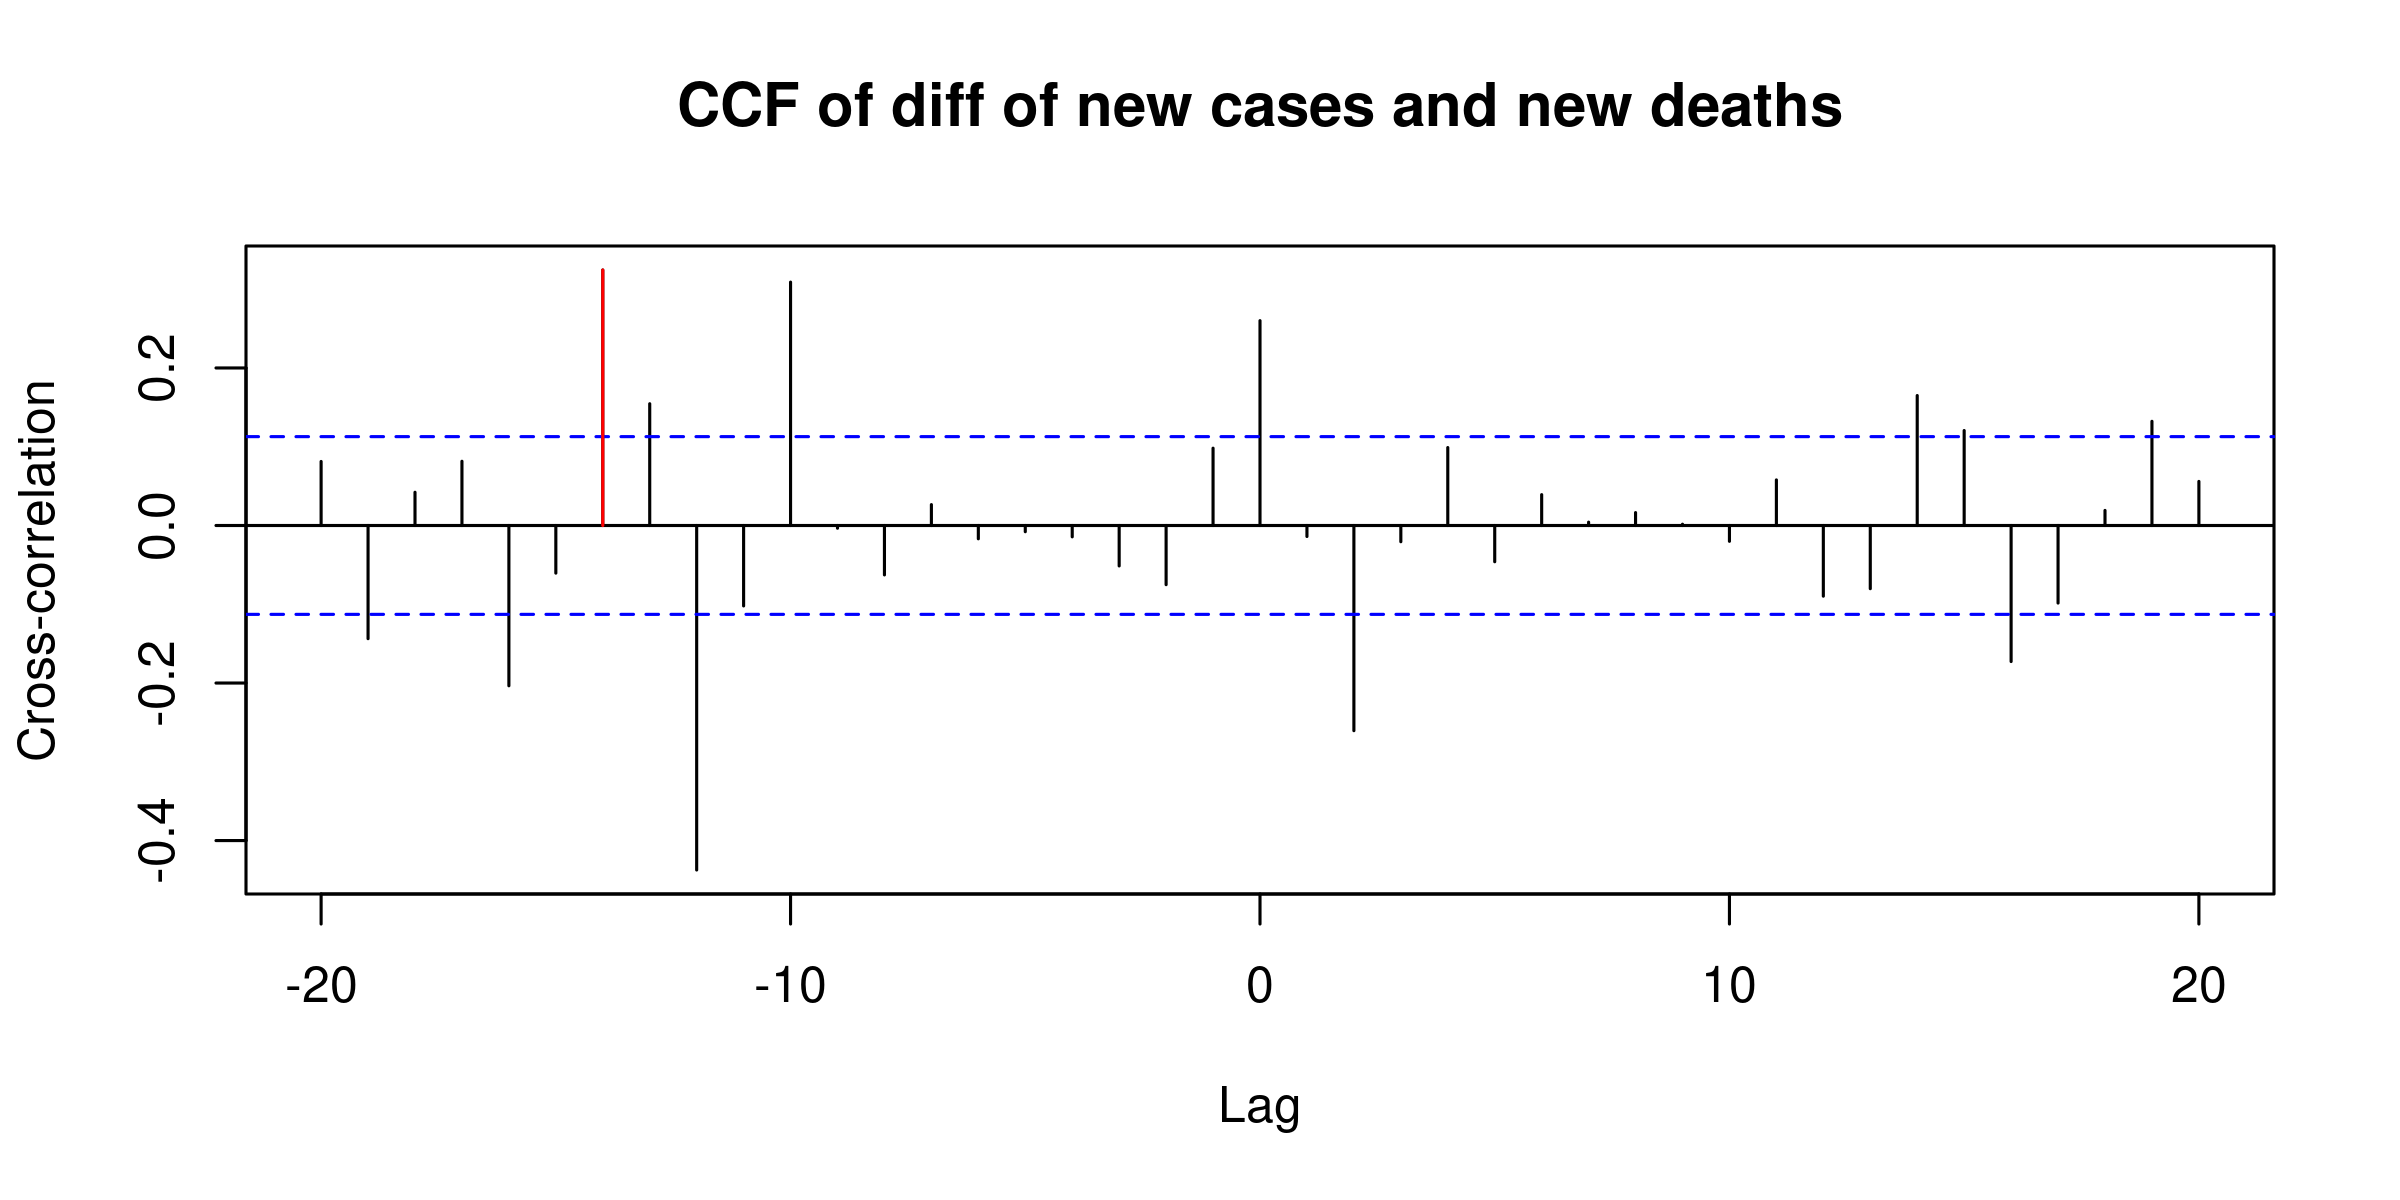 CCF of diff of new cases and new deaths
Cross-correlation
0.2
0.0
-0.2
-0.4
-20 -10 0 10 20
Lag